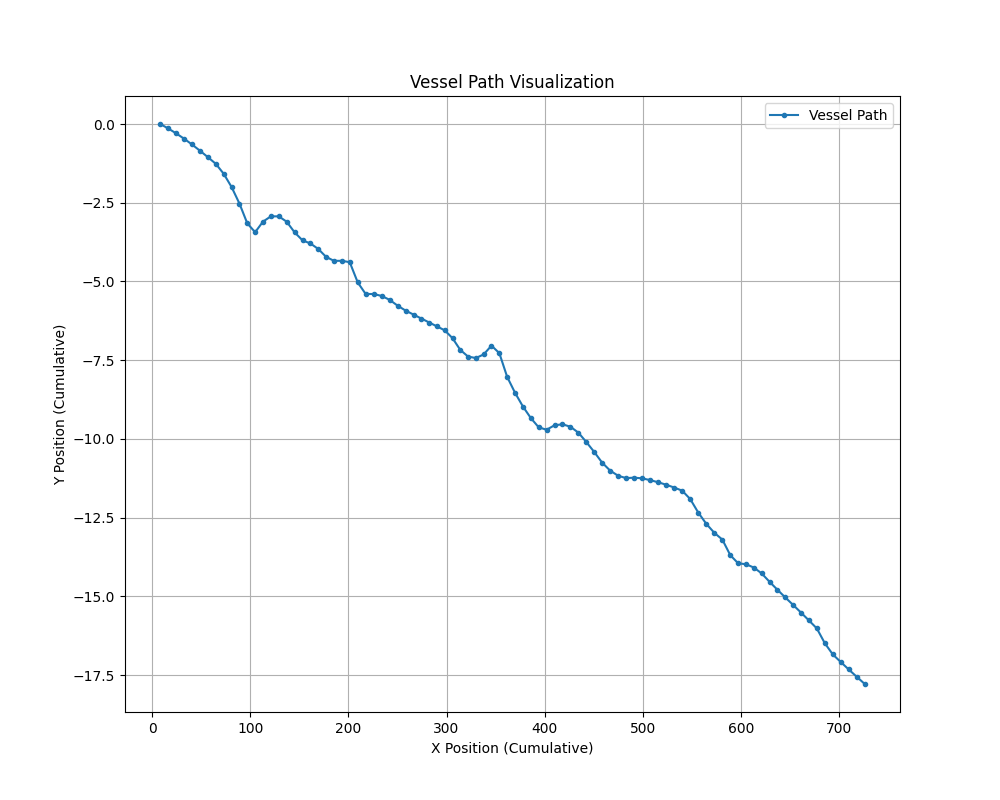 Vessel Path Visualization
Vessel Path
0.0
−2.5
−5.0
−7.5
−10.0
−12.5
−15.0
−17.5
Y Position (Cumulative)
0 100 200 300 400 500 600 700
X Position (Cumulative)